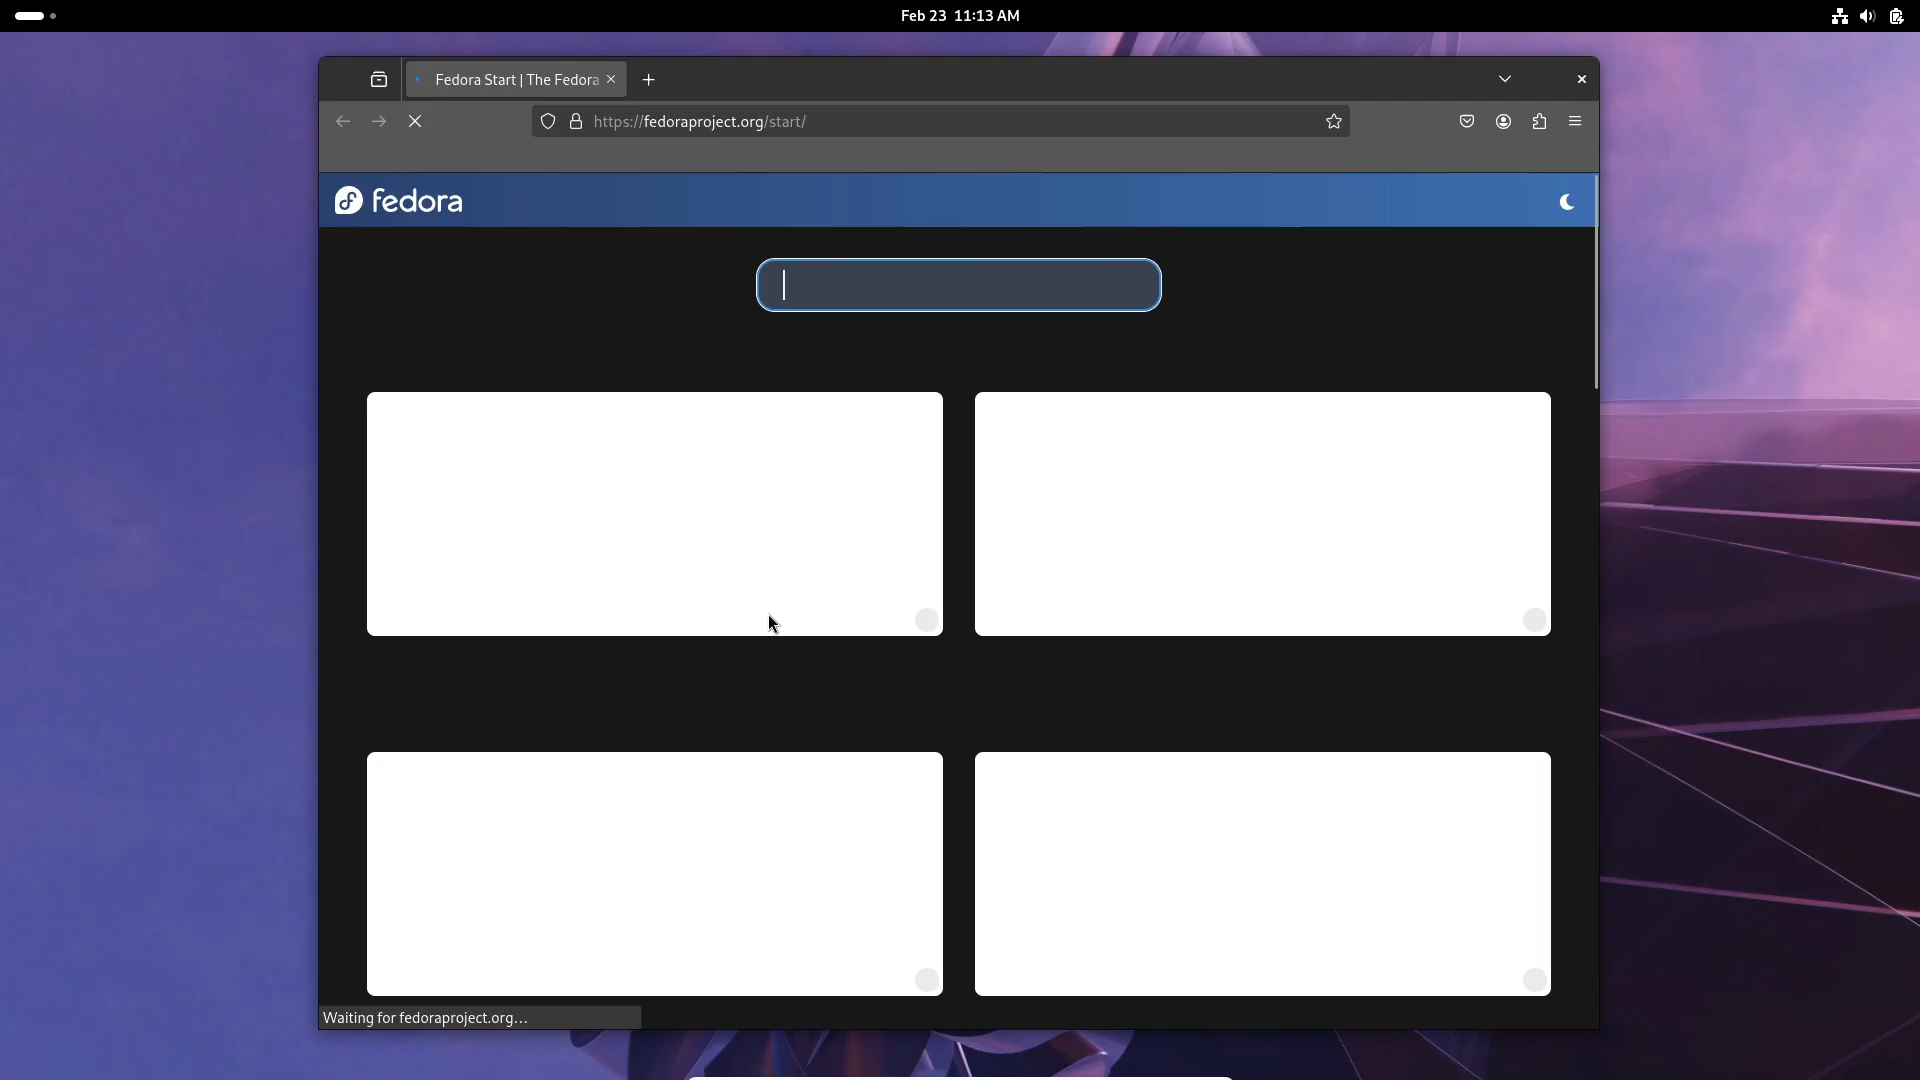 Feb 23 11:13 AM
Fedora Start | The Fedora
https://fedoraproject.org/start/
fedora
Waiting for fedoraproject.org...